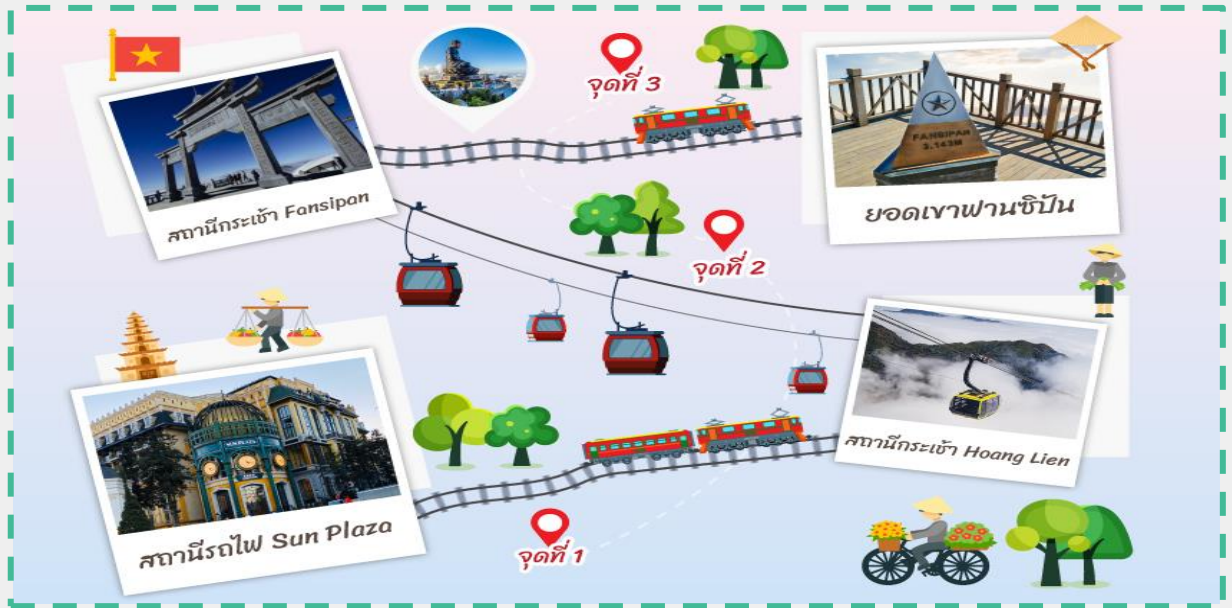 จุดที่ 3
FANSIPAN
3.143M
สถานีกระเช้า Fansipan
ยอดเขาฟานซิปัน
จุดที่ 2
SUN PLAZA
สถานีกระเช้า Hoang Lien
สถานีรถไฟ Sun Plaza
จุดที่ 1